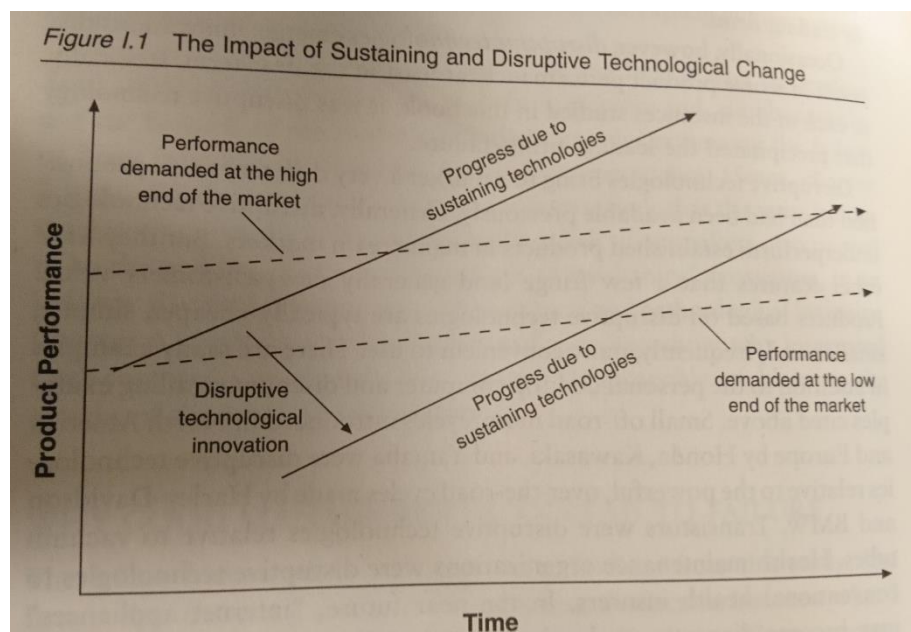 Figure I.1 The Impact of Sustaining and Disruptive Technological Change
Performance
demanded at the high
end of the market
Progress due to
sustaining technologies
Product Performance
Disruptive
technological
innovation
Progress due to
sustaining technologies
Performance
demanded at the low
end of the market
Time